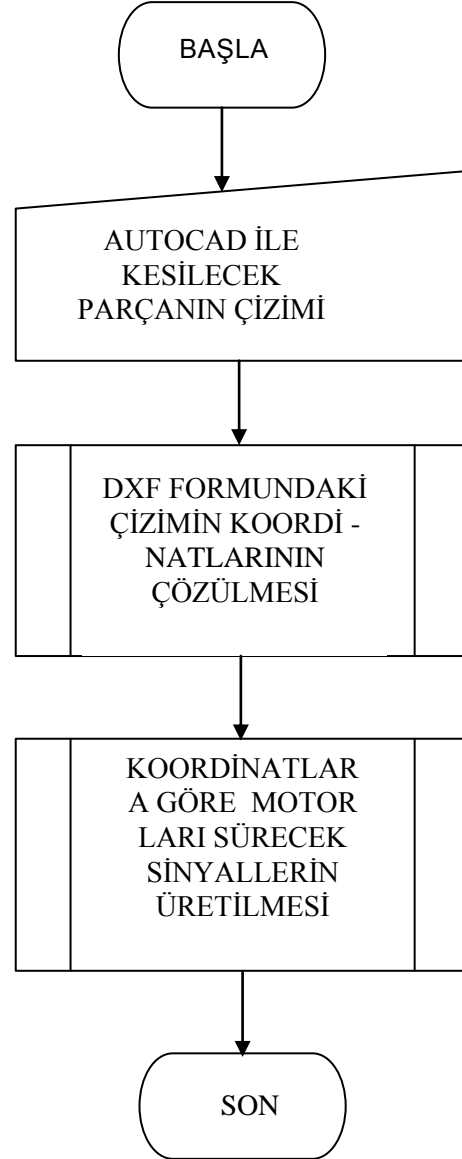 BAŞLA
AUTOCAD İLE
KESİLECEK
PARÇANIN ÇİZİMİ
DXF FORMUNDAKİ
ÇİZİMİN KOORDİ -
NATLARININ
ÇÖZÜLMESİ
KOORDİNATLAR
A GÖRE MOTOR
LARI SÜRECEK
SİNYALLERİN
ÜRETİLMESİ
SON